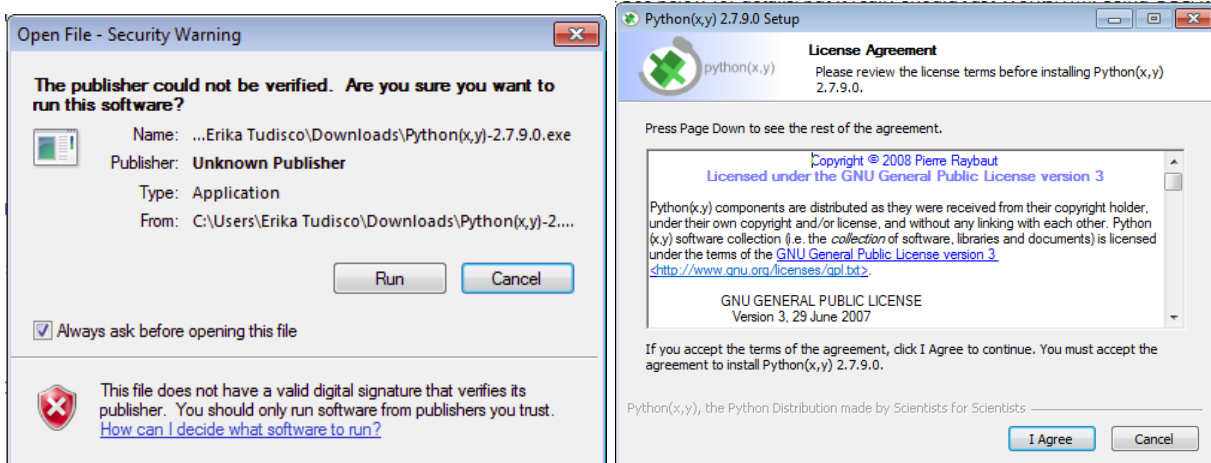 Open File - Security Warning
The publisher could not be verified.  Are you sure you want to
run this software?
Name: ...Erika Tudisco\Downloads\Python(x,y)-2.7.9.0.exe
Publisher: Unknown Publisher
Type: Application
From: C:\Users\Erika Tudisco\Downloads\Python(x,y)-2....
Run Cancel
Always ask before opening this file
This file does not have a valid digital signature that verifies its
publisher.  You should only run software from publishers you trust.
How can I decide what software to run?
Python(x,y) 2.7.9.0 Setup
python(x,y)
License Agreement
Please review the license terms before installing Python(x,y)
2.7.9.0.
Press Page Down to see the rest of the agreement.
Copyright © 2008 Pierre Raybaut
Licensed under the GNU General Public License version 3
Python(x,y) components are distributed as they were received from their copyright holder,
under their own copyright and/or license, and without any linking with each other. Python
(x,y) software collection (i.e. the collection of software, libraries and documents) is licensed
under the terms of the GNU General Public License version 3
<http://www.gnu.org/licenses/gpl.txt>.
GNU GENERAL PUBLIC LICENSE
Version 3, 29 June 2007
If you accept the terms of the agreement, click I Agree to continue. You must accept the
agreement to install Python(x,y) 2.7.9.0.
Python(x,y), the Python Distribution made by Scientists for Scientists
I Agree Cancel